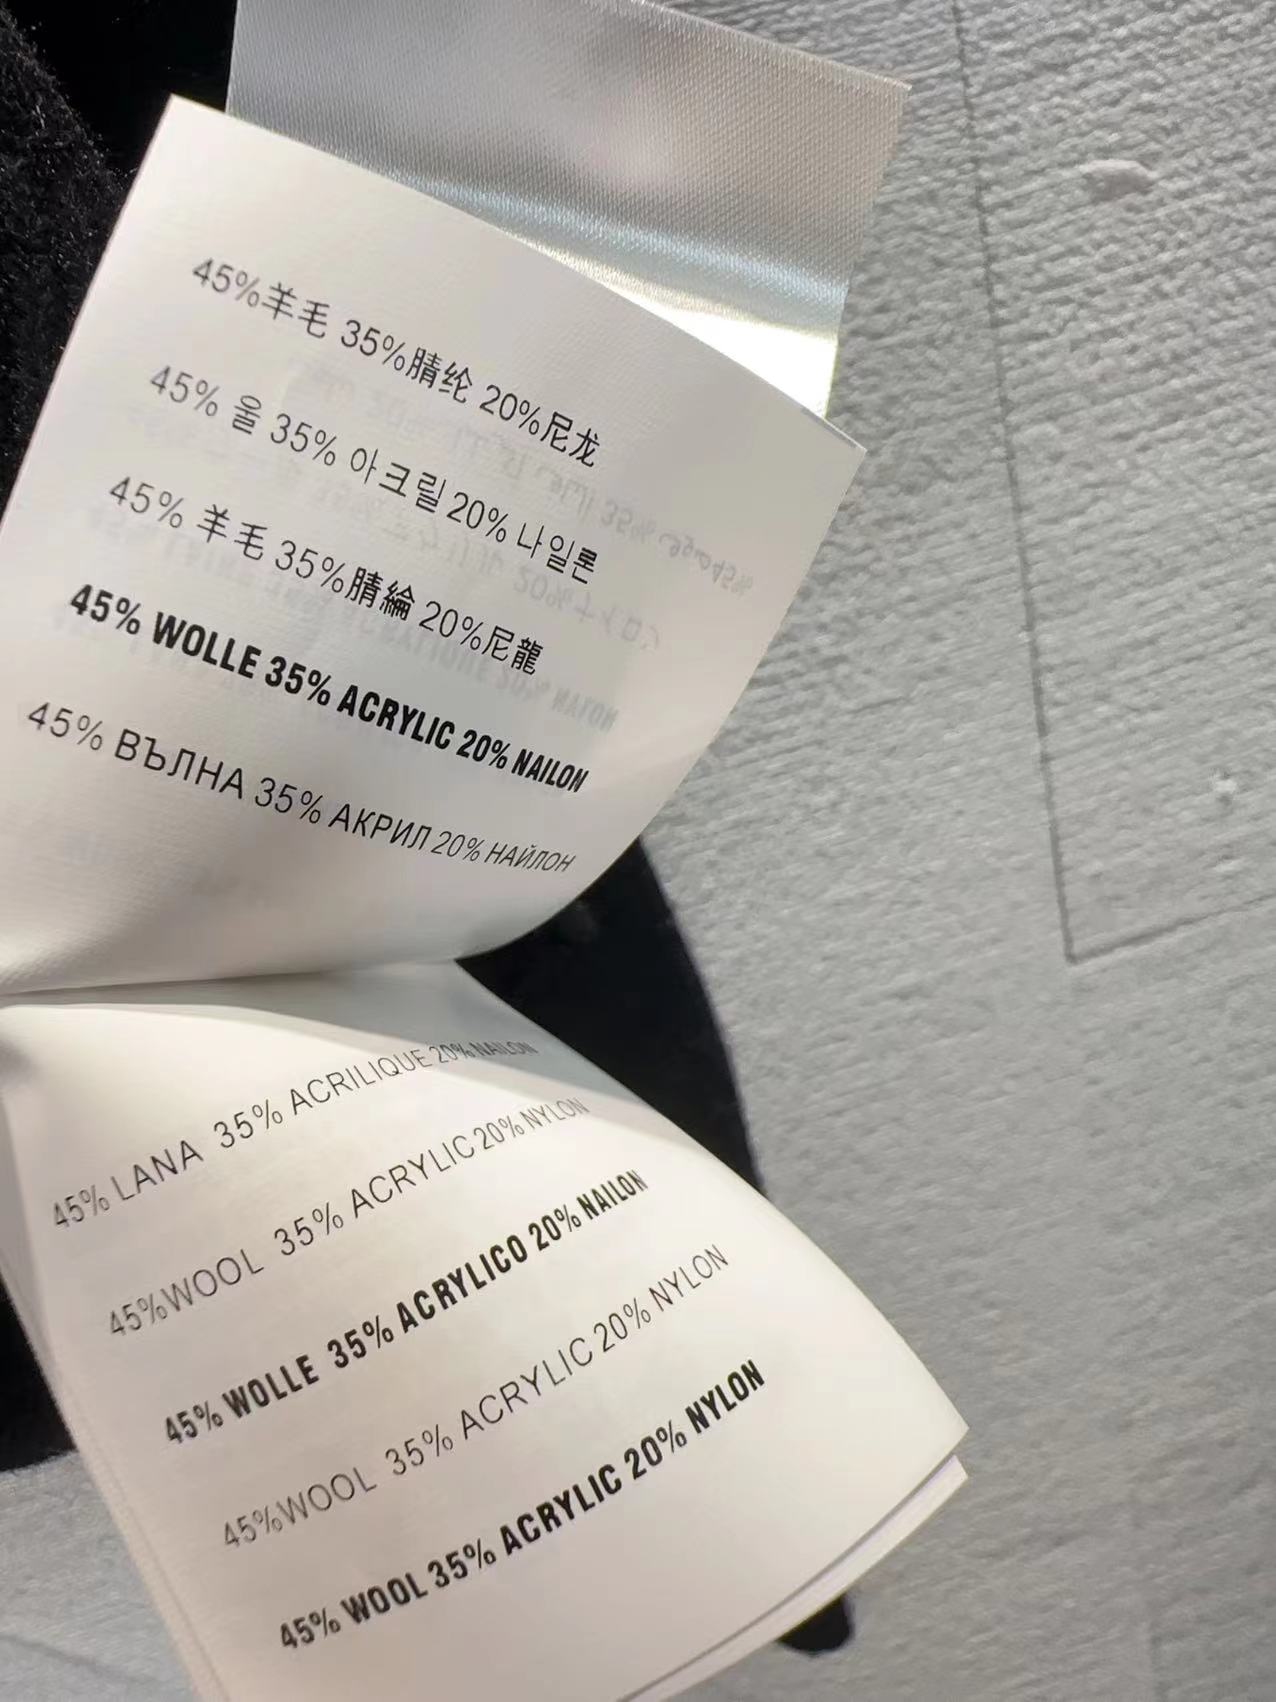 45%羊毛 35%腈纶 20%尼龙
45% 울 35% 아크릴 20% 나일론
45% 羊毛 35%腈綸 20%尼龍
45% WOLLE 35% ACRYLIC 20% NAILON
45% ВЪЛНА 35% АКРИЛ 20% НАЙЛОН
45% LANA 35% ACRILIQUE 20% NAILON
45%WOOL 35% ACRYLIC 20% NYLON
45% WOLLE 35% ACRYLICO 20% NAILON
45%WOOL 35% ACRYLIC 20% NYLON
45% WOOL 35% ACRYLIC 20% NYLON